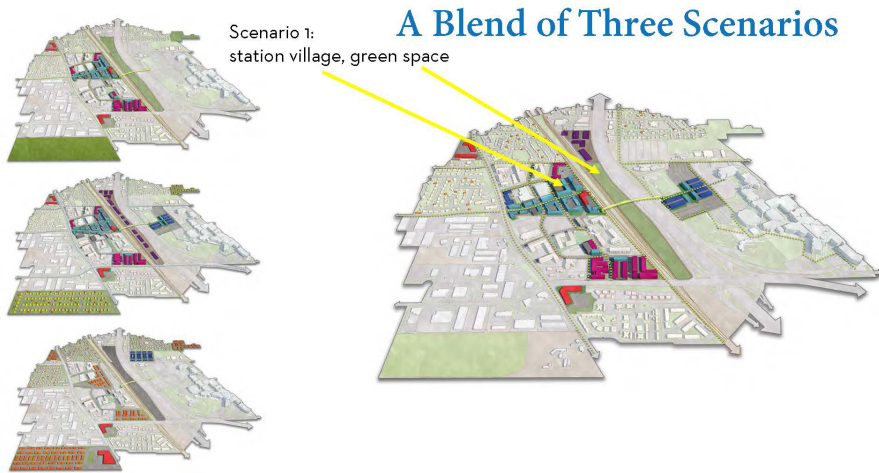 A Blend of Three Scenarios
Scenario 1:
station village, green space